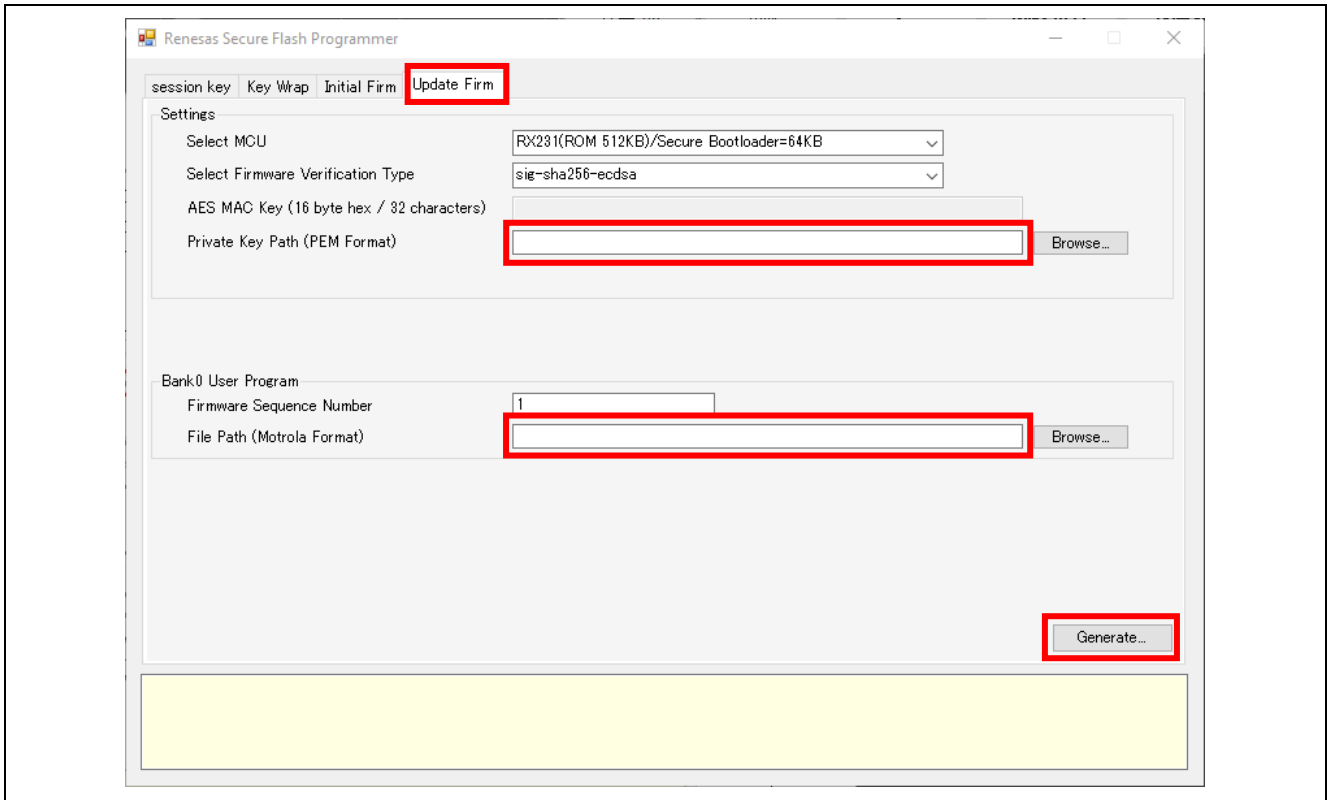 Renesas Secure Flash Programmer
session key Key Wrap Initial Firm Update Firm
Settings
Select MCU RX231(ROM 512KB)/Secure Bootloader=64KB
Select Firmware Verification Type sig-sha256-ecdsa
AES MAC Key (16 byte hex / 32 characters)
Private Key Path (PEM Format) Browse...
Bank0 User Program
Firmware Sequence Number 1
File Path (Motrola Format) Browse...
Generate...